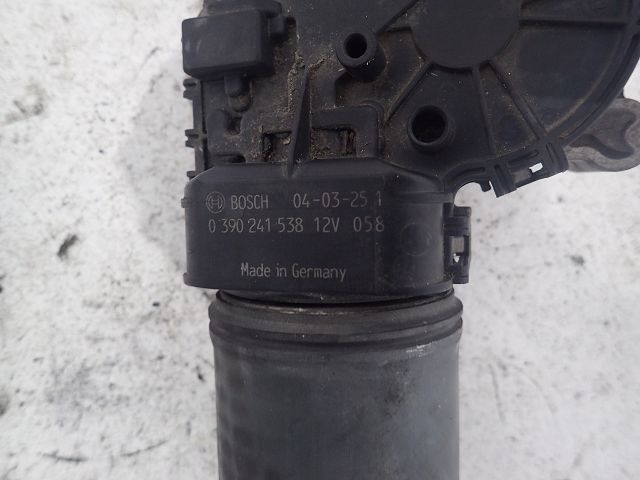 BOSCH 04-03-25 1
0 390 241 538 12V 058
Made in Germany